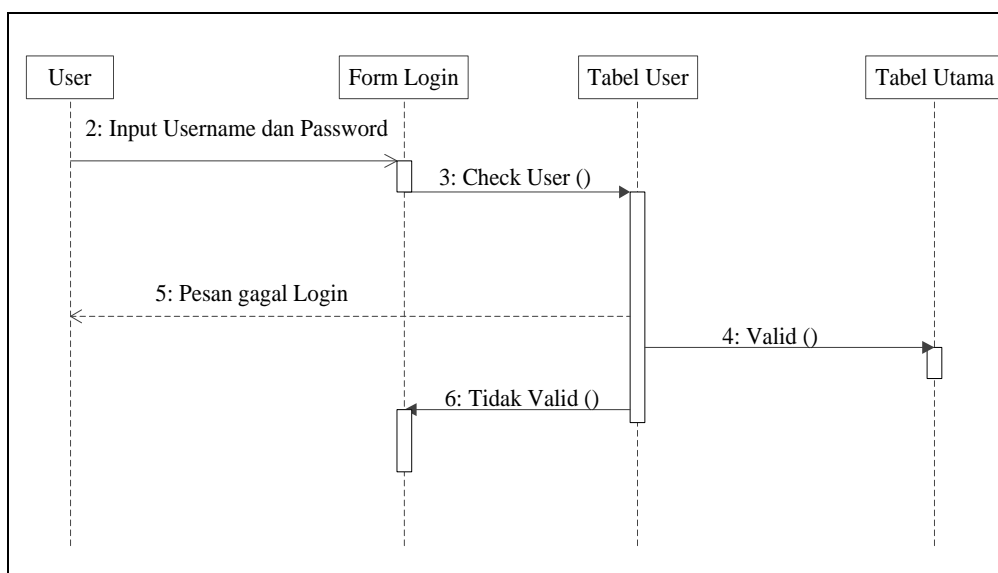 User
Form Login
Tabel User
Tabel Utama
2: Input Username dan Password
3: Check User ()
5: Pesan gagal Login
4: Valid ()
6: Tidak Valid ()